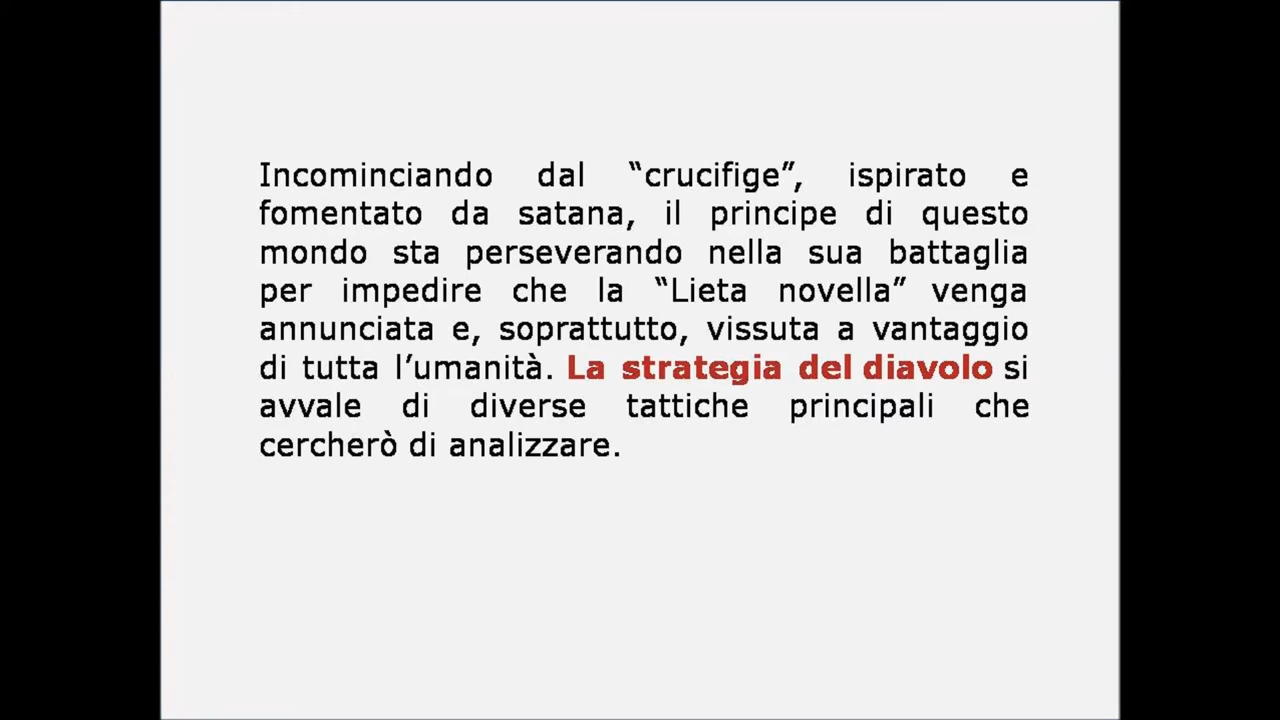 Incominciando dal “crucifige”, ispirato e
fomentato da satana, il principe di questo
mondo sta perseverando nella sua battaglia
per impedire che la “Lieta novella” venga
annunciata e, soprattutto, vissuta a vantaggio
di tutta l’umanità. La strategia del diavolo si
avvale di diverse tattiche principali che
cercherò di analizzare.